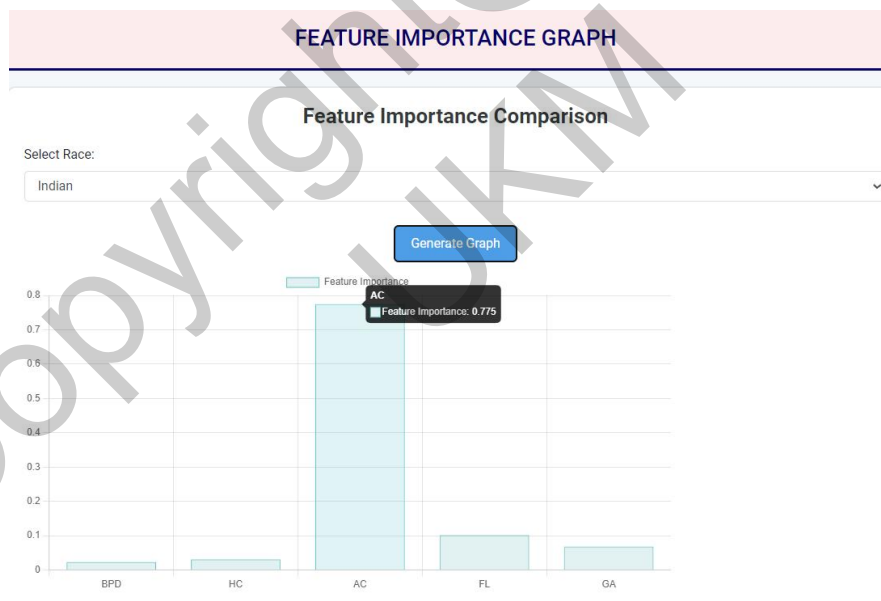 FEATURE IMPORTANCE GRAPH
Feature Importance Comparison
Select Race:
Indian
Generate Graph
Feature Importance
AC
Feature Importance: 0.775
0.8
0.7
0.6
0.5
0.4
0.3
0.2
0.1
0
BPD HC AC FL GA
UKM